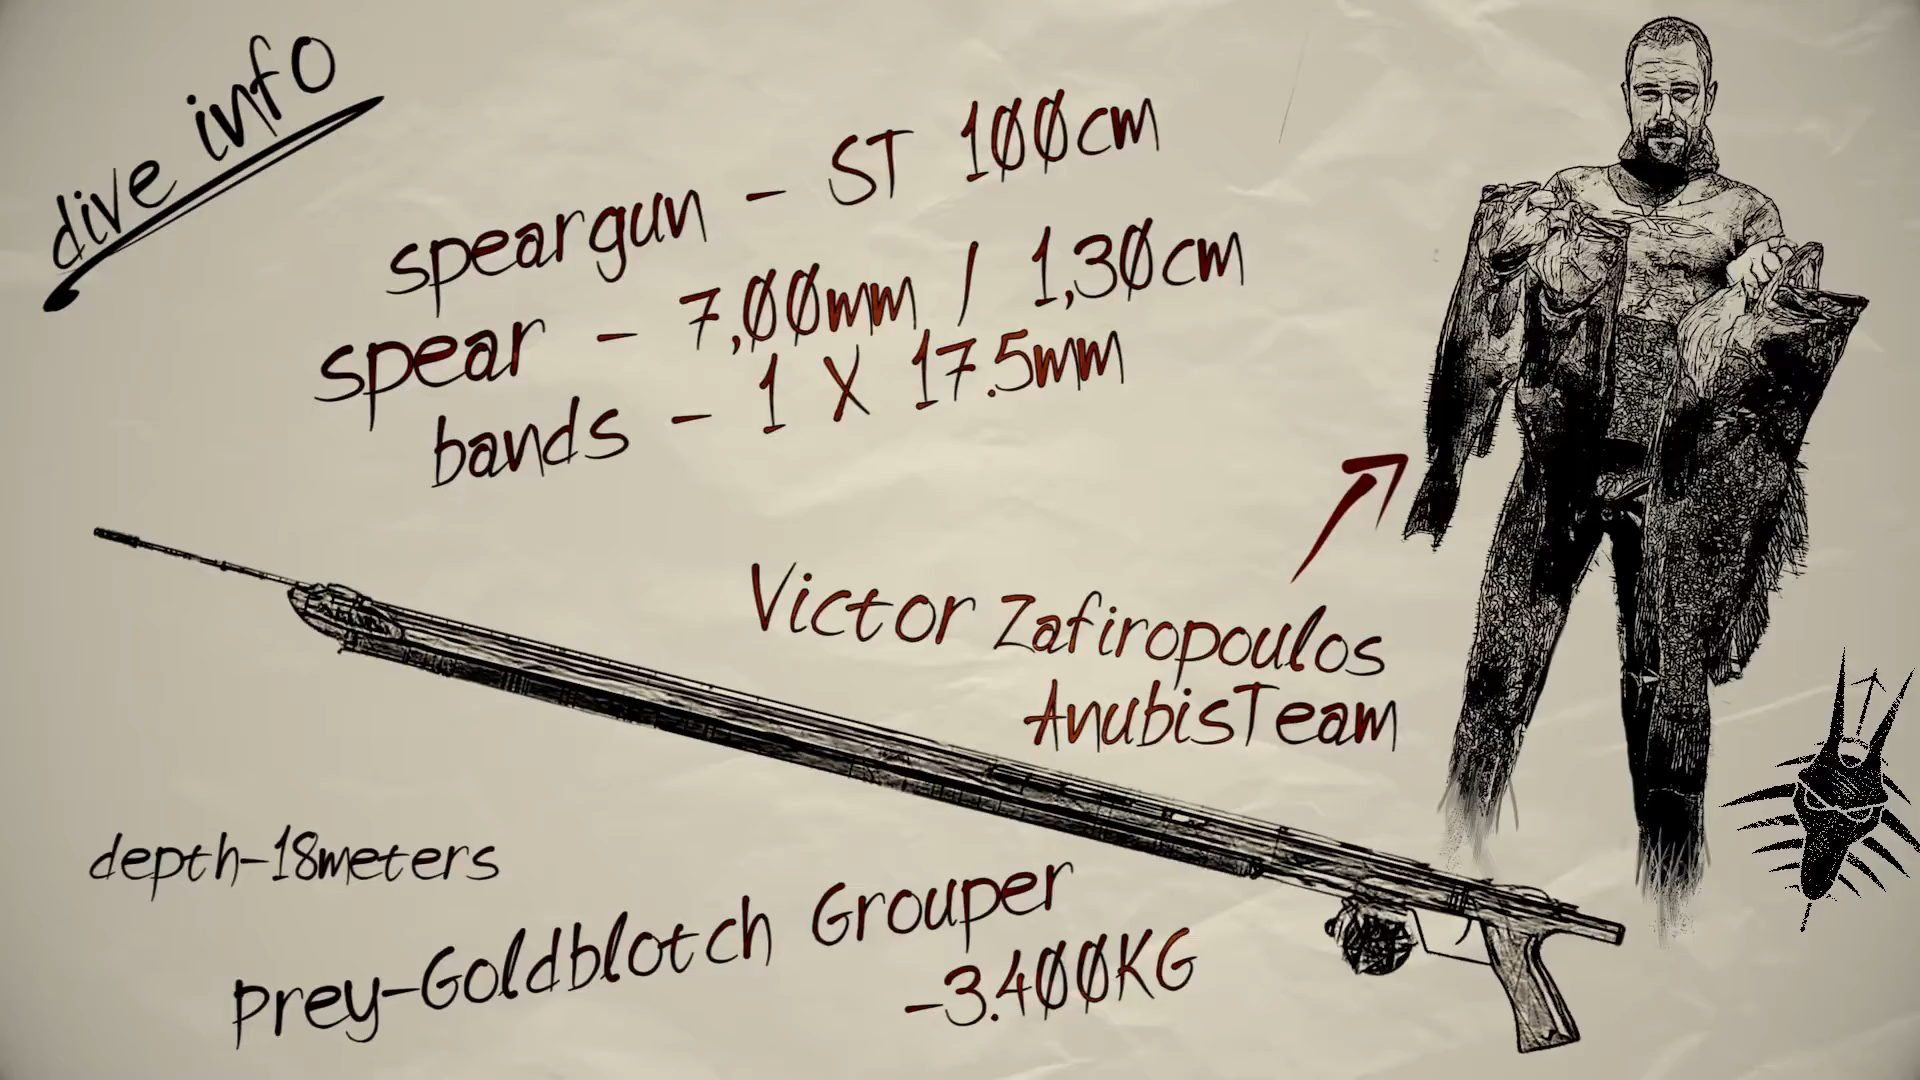 dive info
speargun - ST 100cm
spear - 7,00mm / 1,30cm
bands - 1 X 17.5mm
Victor Zafiropoulos
AnubisTeam
depth-18meters
prey-Goldblotch Grouper
-3.400KG